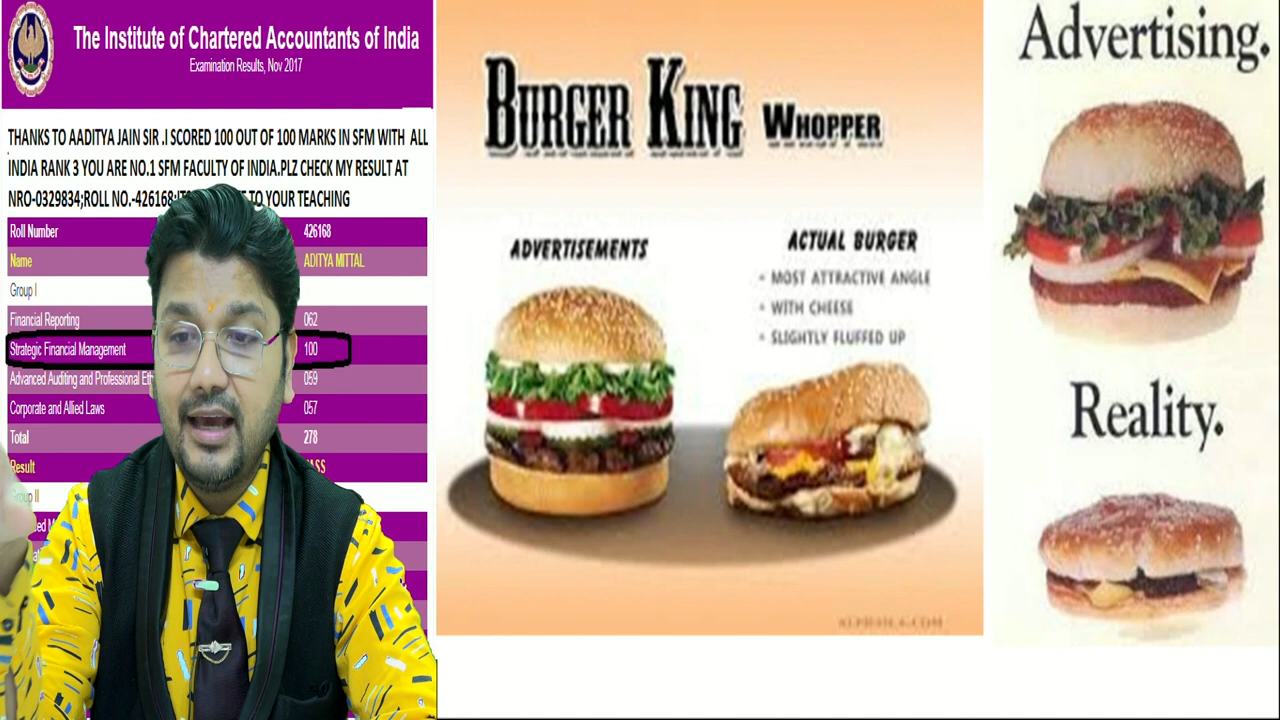 The Institute of Chartered Accountants of India
Examination Results, Nov 2017
THANKS TO AADITYA JAIN SIR .I SCORED 100 OUT OF 100 MARKS IN SFM WITH ALL
INDIA RANK 3 YOU ARE NO.1 SFM FACULTY OF INDIA.PLZ CHECK MY RESULT AT
NRO-0329834;ROLL NO.-426168; TO YOUR TEACHING
Roll Number 426168
Name ADITYA MITTAL
Group I
Financial Reporting 062
Strategic Financial Management 100
Advanced Auditing and Professional Eth 059
Corporate and Allied Laws 057
Total 278
Result ASS
BURGER KING WHOPPER
ADVERTISEMENTS
ACTUAL BURGER
- MOST ATTRACTIVE ANGLE
- WITH CHEESE
- SLIGHTLY FLUFFED UP
Advertising.
Reality.